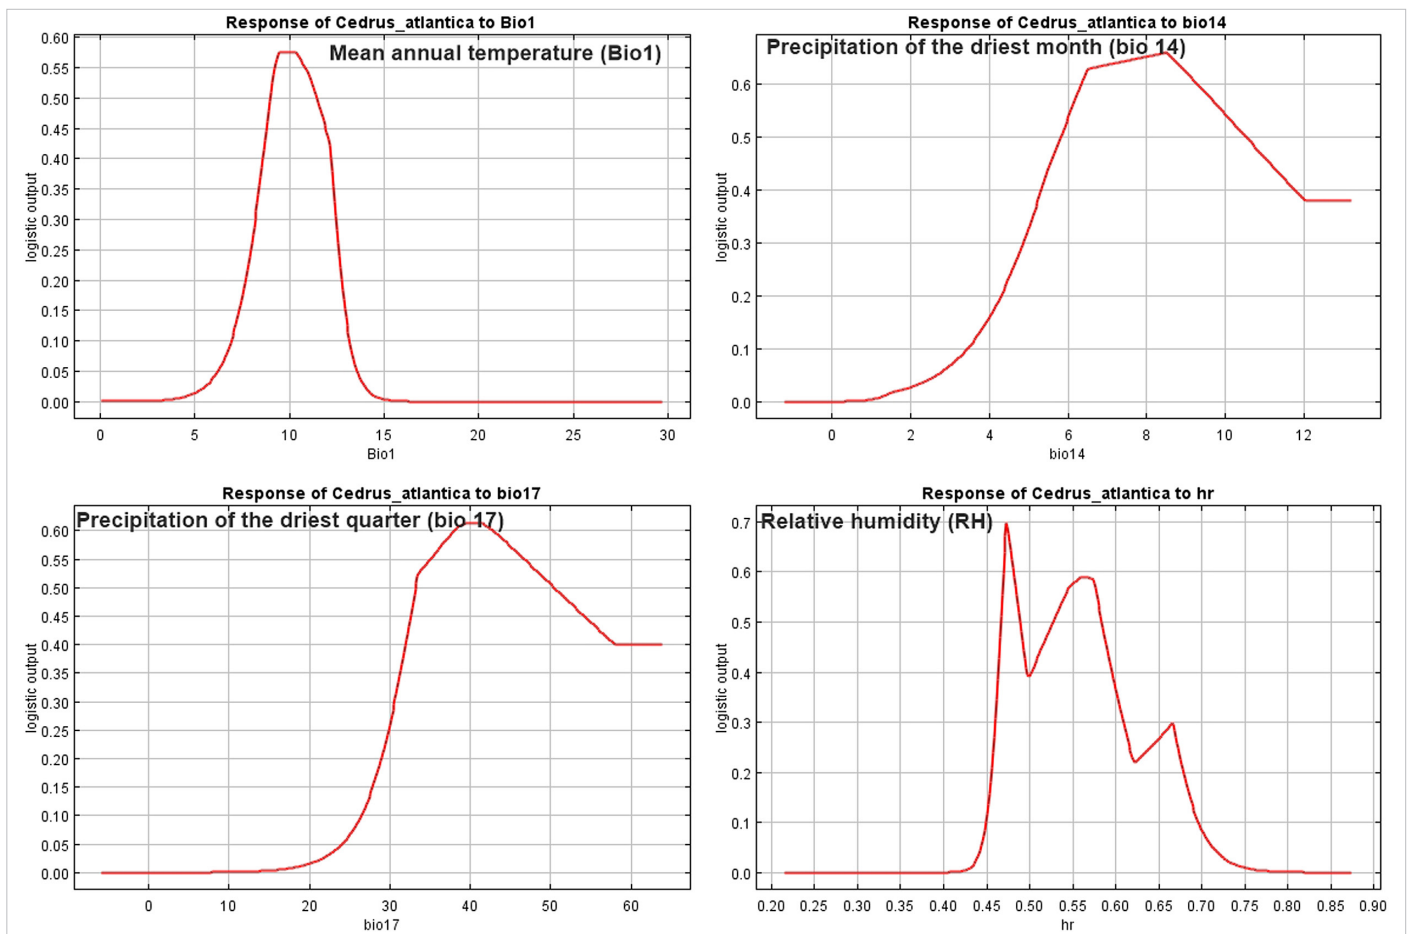 Response of Cedrus_atlantica to Bio1
Mean annual temperature (Bio1)
0.60
0.55
0.50
0.45
0.40
0.35
0.30
0.25
0.20
0.15
0.10
0.05
0.00
logistic output
0 5 10 15 20 25 30
Bio1
Response of Cedrus_atlantica to bio14
Precipitation of the driest month (bio 14)
0.6
0.5
0.4
0.3
0.2
0.1
0.0
logistic output
0 2 4 6 8 10 12
bio14
Response of Cedrus_atlantica to bio17
Precipitation of the driest quarter (bio 17)
0.60
0.55
0.50
0.45
0.40
0.35
0.30
0.25
0.20
0.15
0.10
0.05
0.00
logistic output
0 10 20 30 40 50 60
bio17
Response of Cedrus_atlantica to hr
Relative humidity (RH)
0.7
0.6
0.5
0.4
0.3
0.2
0.1
0.0
logistic output
0.20 0.25 0.30 0.35 0.40 0.45 0.50 0.55 0.60 0.65 0.70 0.75 0.80 0.85 0.90
hr